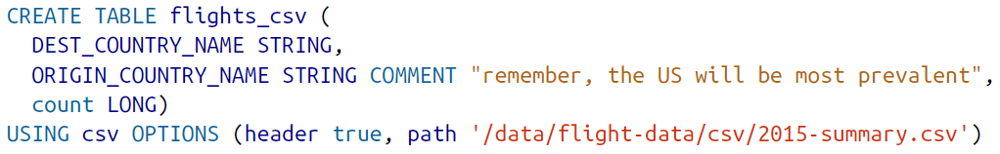 CREATE TABLE flights_csv (
  DEST_COUNTRY_NAME STRING,
  ORIGIN_COUNTRY_NAME STRING COMMENT "remember, the US will be most prevalent",
  count LONG)
USING csv OPTIONS (header true, path '/data/flight-data/csv/2015-summary.csv')